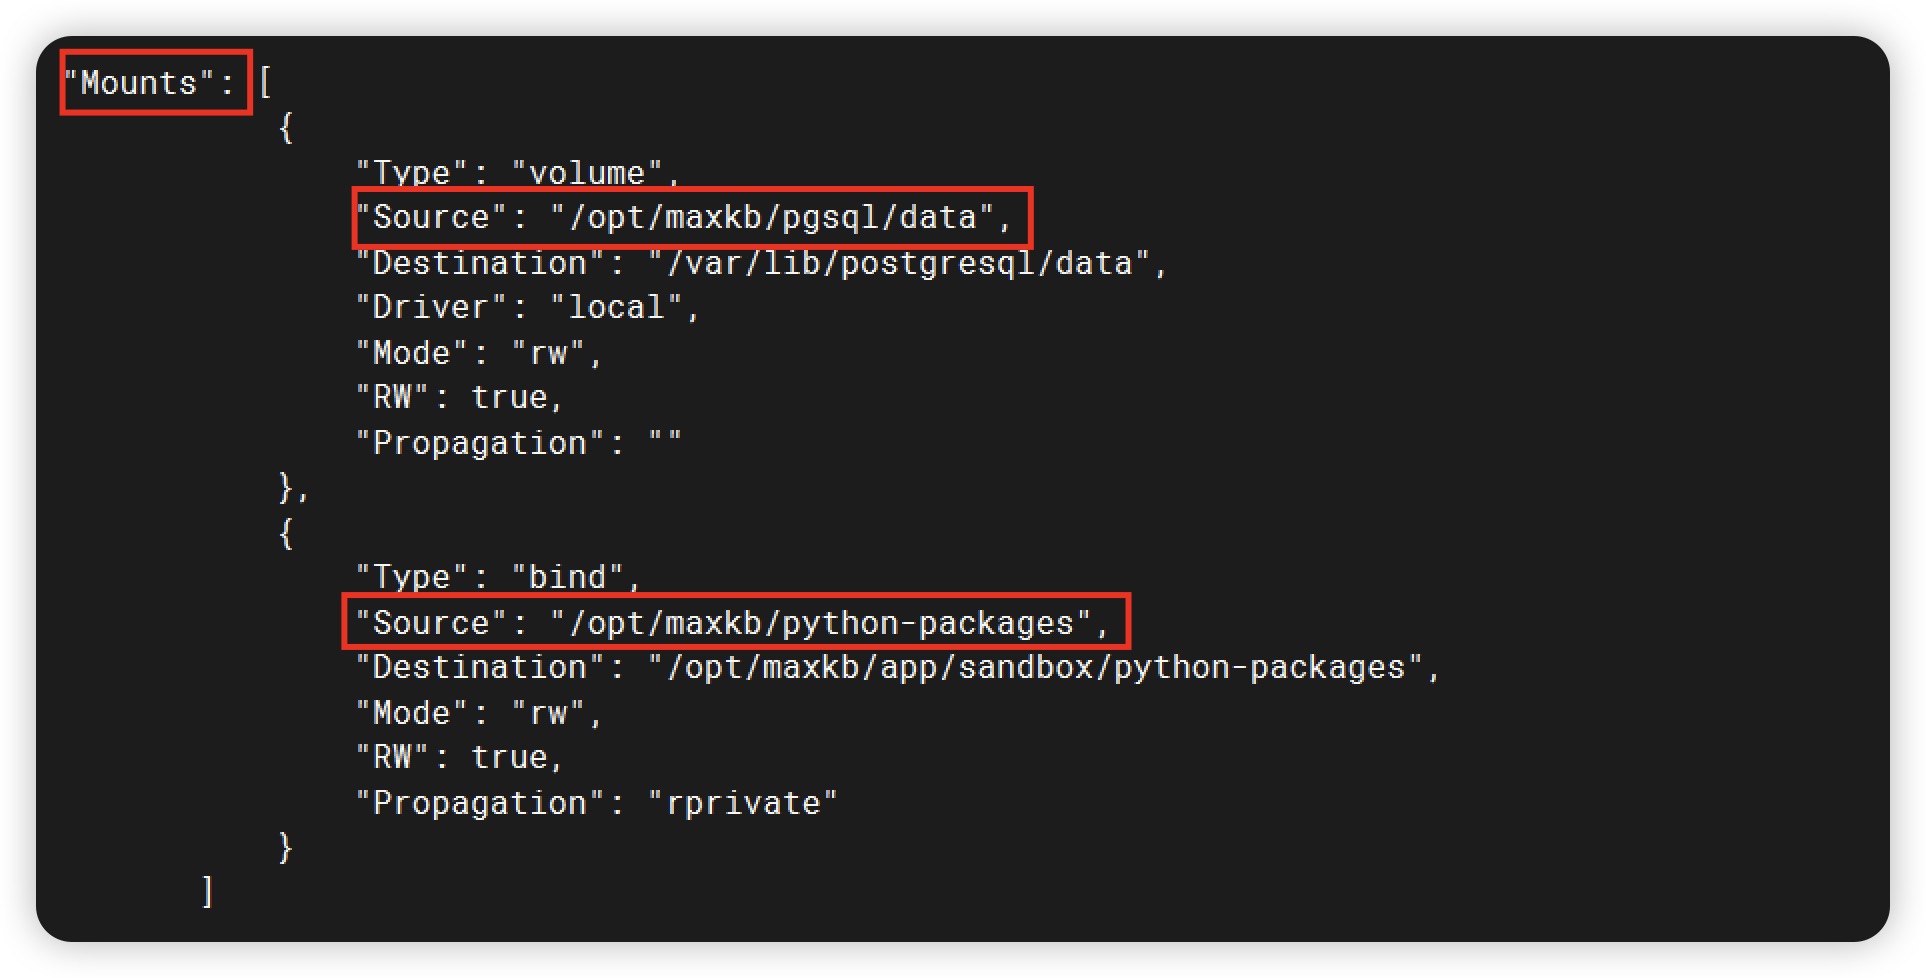 "Mounts": [
{
"Type": "volume",
"Source": "/opt/maxkb/pgsql/data",
"Destination": "/var/lib/postgresql/data",
"Driver": "local",
"Mode": "rw",
"RW": true,
"Propagation": ""
},
{
"Type": "bind",
"Source": "/opt/maxkb/python-packages",
"Destination": "/opt/maxkb/app/sandbox/python-packages",
"Mode": "rw",
"RW": true,
"Propagation": "rprivate"
}
]